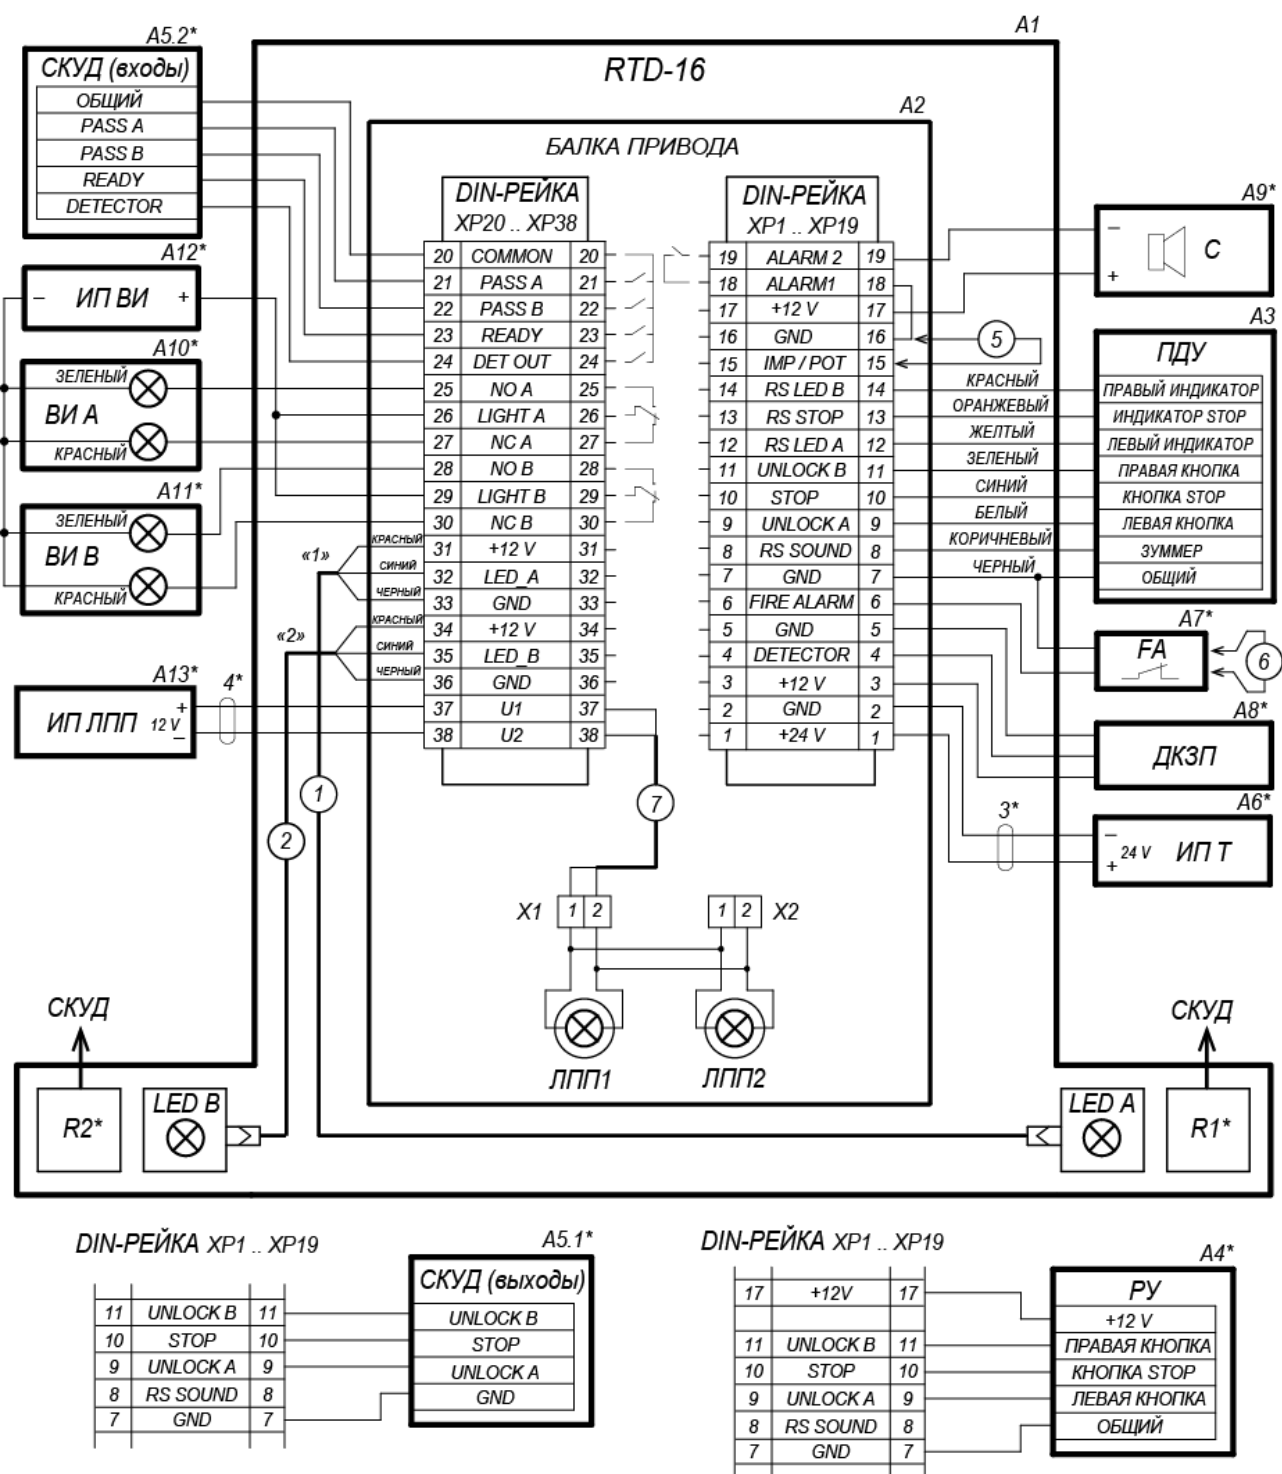 A1
A5.2*
СКУД (входы)
ОБЩИЙ
PASS A
PASS B
READY
DETECTOR
RTD-16
A2
БАЛКА ПРИВОДА
DIN-РЕЙКА
XP20 .. XP38
20 COMMON 20
21 PASS A 21
22 PASS B 22
23 READY 23
24 DET OUT 24
25 NO A 25
26 LIGHT A 26
27 NC A 27
28 NO B 28
29 LIGHT B 29
30 NC B 30
31 +12 V 31
32 LED_A 32
33 GND 33
34 +12 V 34
35 LED_B 35
36 GND 36
37 U1 37
38 U2 38
DIN-РЕЙКА
XP1 .. XP19
19 ALARM 2 19
18 ALARM1 18
17 +12 V 17
16 GND 16
15 IMP / POT 15
14 RS LED B 14
13 RS STOP 13
12 RS LED A 12
11 UNLOCK B 11
10 STOP 10
9 UNLOCK A 9
8 RS SOUND 8
7 GND 7
6 FIRE ALARM 6
5 GND 5
4 DETECTOR 4
3 +12 V 3
2 GND 2
1 +24 V 1
A12*
– ИП ВИ +
A10*
ЗЕЛЕНЫЙ
ВИ А
КРАСНЫЙ
A11*
ЗЕЛЕНЫЙ
ВИ В
КРАСНЫЙ
«1»
КРАСНЫЙ
СИНИЙ
ЧЕРНЫЙ
«2»
КРАСНЫЙ
СИНИЙ
ЧЕРНЫЙ
A13*
ИП ЛПП 12 V + –
4*
1
2
7
A9*
– С
+
5
A3
ПДУ
КРАСНЫЙ ПРАВЫЙ ИНДИКАТОР
ОРАНЖЕВЫЙ ИНДИКАТОР STOP
ЖЕЛТЫЙ ЛЕВЫЙ ИНДИКАТОР
ЗЕЛЕНЫЙ ПРАВАЯ КНОПКА
СИНИЙ КНОПКА STOP
БЕЛЫЙ ЛЕВАЯ КНОПКА
КОРИЧНЕВЫЙ ЗУММЕР
ЧЕРНЫЙ ОБЩИЙ
A7*
FA
6
A8*
ДКЗП
A6*
3*
– + 24 V ИП Т
X1 1 2
1 2 X2
ЛПП1
ЛПП2
СКУД
R2*
LED B
СКУД
LED A
R1*
DIN-РЕЙКА XP1 .. XP19
A5.1*
11 UNLOCK B 11
10 STOP 10
9 UNLOCK A 9
8 RS SOUND 8
7 GND 7
СКУД (выходы)
UNLOCK B
STOP
UNLOCK A
GND
DIN-РЕЙКА XP1 .. XP19
A4*
17 +12V 17
11 UNLOCK B 11
10 STOP 10
9 UNLOCK A 9
8 RS SOUND 8
7 GND 7
РУ
+12 V
ПРАВАЯ КНОПКА
КНОПКА STOP
ЛЕВАЯ КНОПКА
ОБЩИЙ